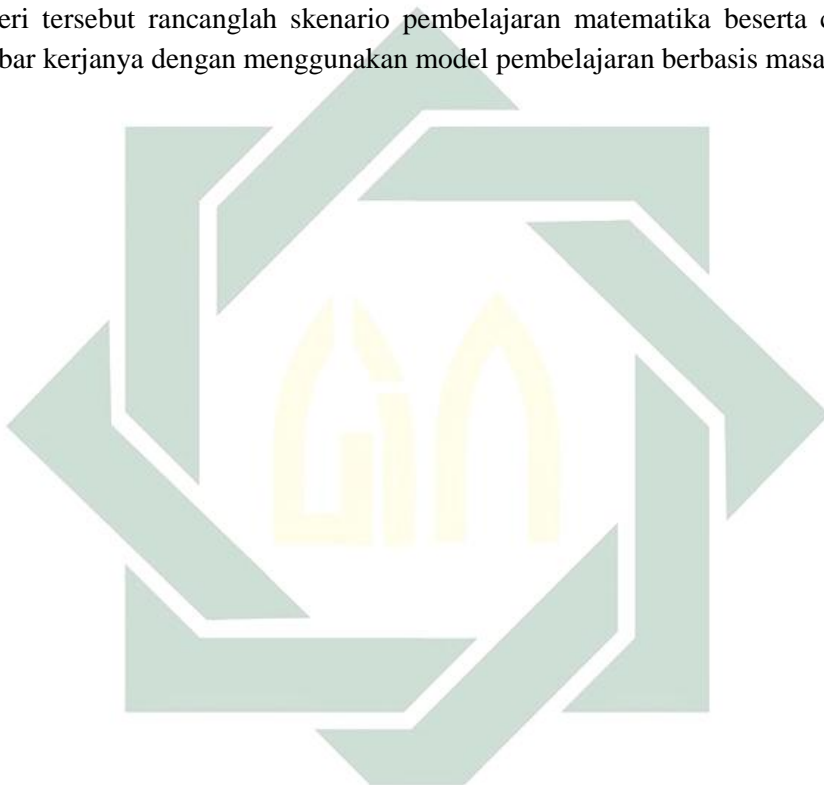 eri tersebut rancanglah skenario pembelajaran matematika beserta
bar kerjanya dengan menggunakan model pembelajaran berbasis masa